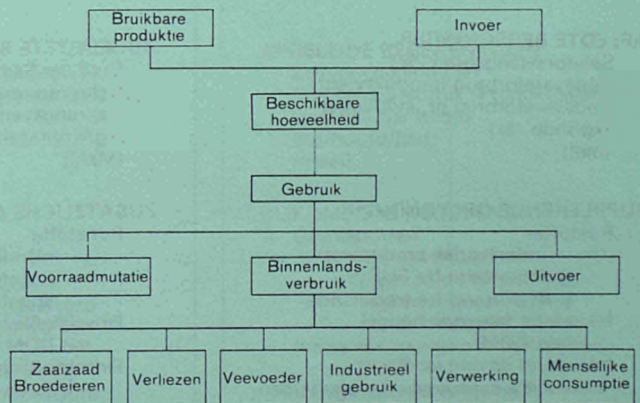 Bruikbare
produktie
Invoer
Beschikbare
hoeveelheid
Gebruik
Voorraadmutatie
Binnenlands-
verbruik
Uitvoer
Zaaizaad
Broedeieren
Verliezen
Veevoeder
Industrieel
gebruik
Verwerking
Menselijke
consumptie